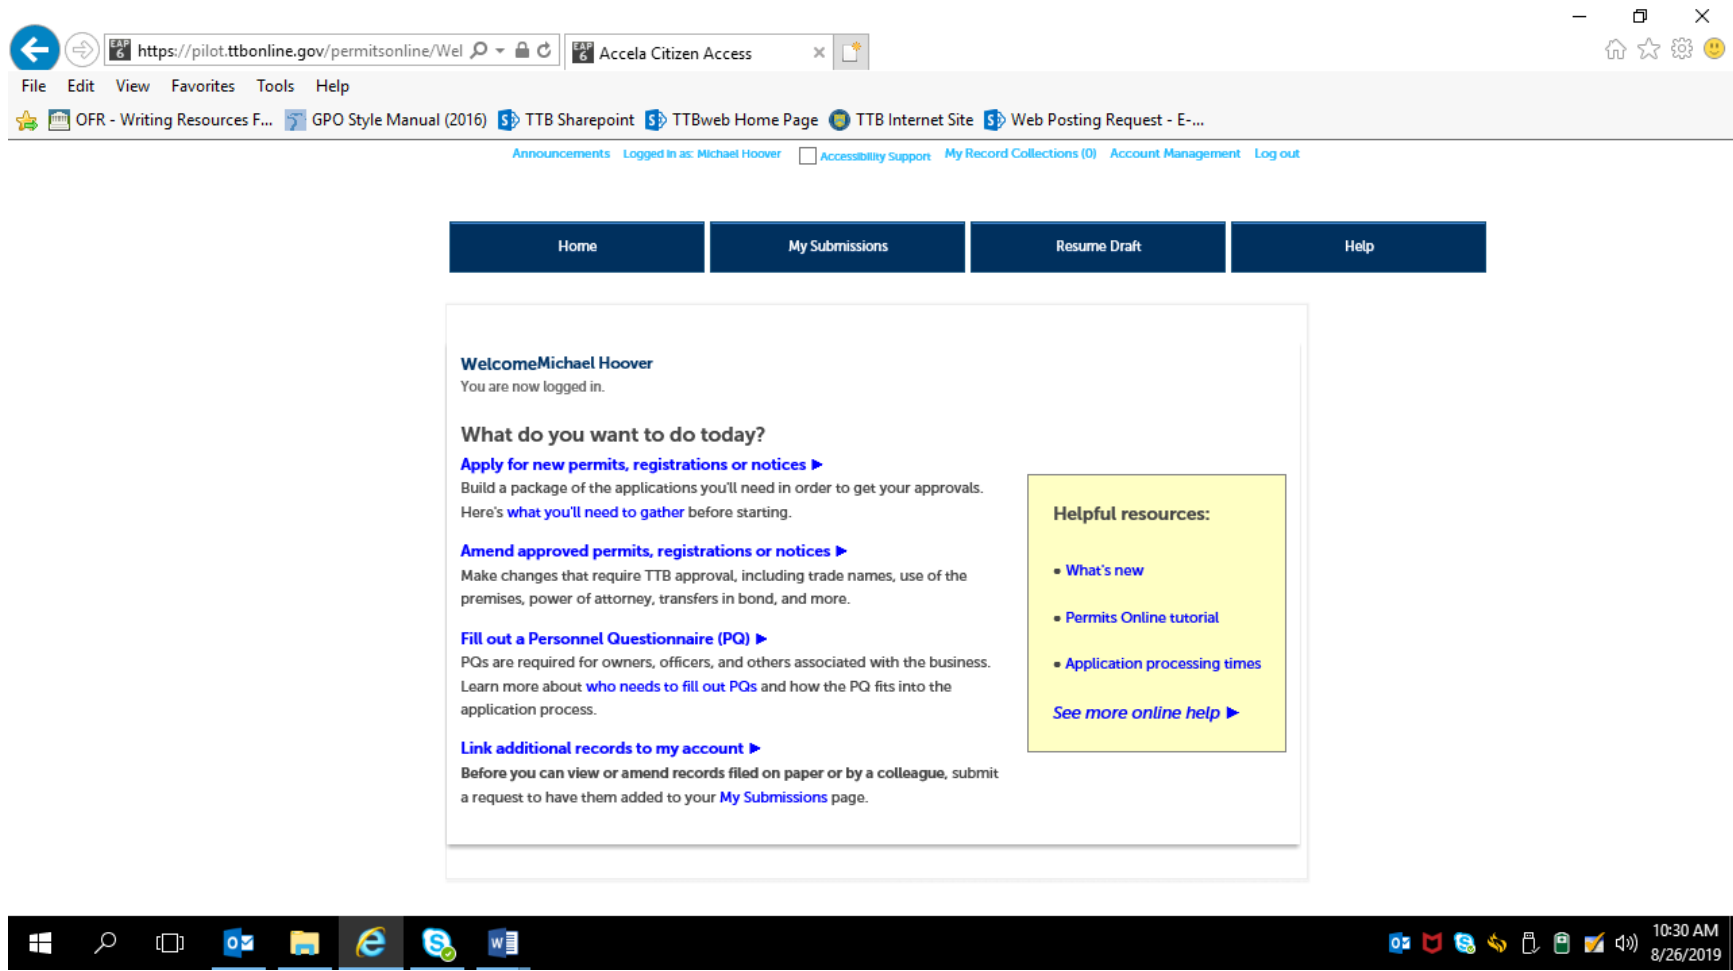 https://pilot.ttbonline.gov/permitsonline/Wel
EAP 6 Accela Citizen Access
File Edit View Favorites Tools Help
OFR - Writing Resources F... GPO Style Manual (2016) TTB Sharepoint TTBweb Home Page TTB Internet Site Web Posting Request - E-...
Announcements Logged in as: Michael Hoover Accessibility Support My Record Collections (0) Account Management Log out
Home My Submissions Resume Draft Help
WelcomeMichael Hoover
You are now logged in.
What do you want to do today?
Apply for new permits, registrations or notices ►
Build a package of the applications you'll need in order to get your approvals.
Here's what you'll need to gather before starting.
Amend approved permits, registrations or notices ►
Make changes that require TTB approval, including trade names, use of the
premises, power of attorney, transfers in bond, and more.
Fill out a Personnel Questionnaire (PQ) ►
PQs are required for owners, officers, and others associated with the business.
Learn more about who needs to fill out PQs and how the PQ fits into the
application process.
Link additional records to my account ►
Before you can view or amend records filed on paper or by a colleague, submit
a request to have them added to your My Submissions page.
Helpful resources:
• What's new
• Permits Online tutorial
• Application processing times
See more online help ►
10:30 AM
8/26/2019